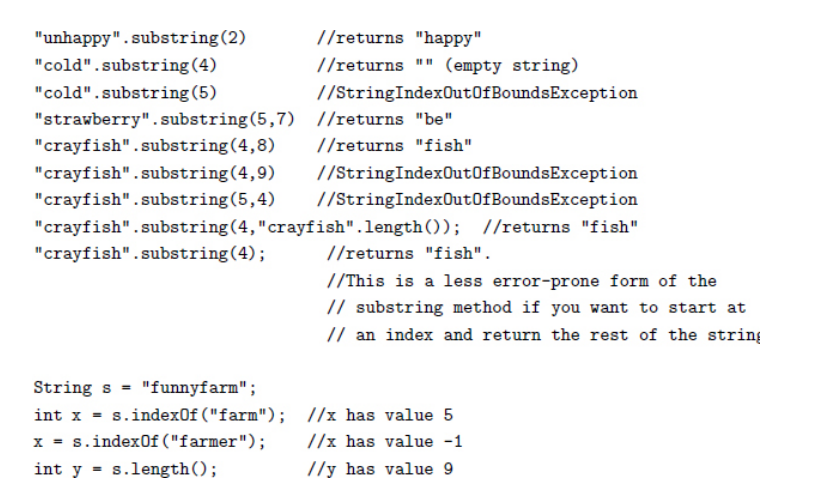 "unhappy".substring(2) //returns "happy"
"cold".substring(4) //returns "" (empty string)
"cold".substring(5) //StringIndexOutOfBoundsException
"strawberry".substring(5,7) //returns "be"
"crayfish".substring(4,8) //returns "fish"
"crayfish".substring(4,9) //StringIndexOutOfBoundsException
"crayfish".substring(5,4) //StringIndexOutOfBoundsException
"crayfish".substring(4,"crayfish".length()); //returns "fish"
"crayfish".substring(4); //returns "fish".
//This is a less error-prone form of the
// substring method if you want to start at
// an index and return the rest of the string
String s = "funnyfarm";
int x = s.indexOf("farm"); //x has value 5
x = s.indexOf("farmer"); //x has value -1
int y = s.length(); //y has value 9